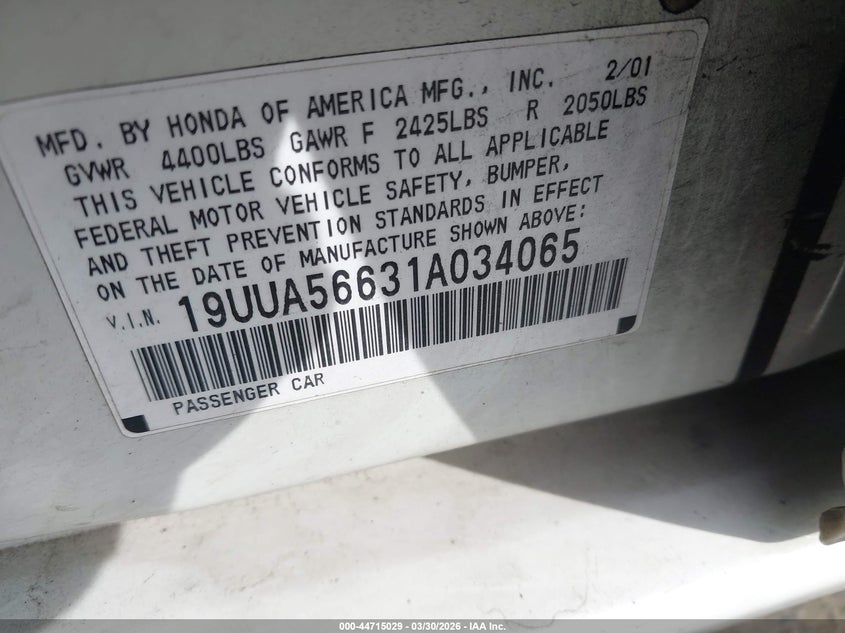 MFD. BY HONDA OF AMERICA MFG., INC. 2/01
GVWR 4400LBS GAWR F 2425LBS R 2050LBS
THIS VEHICLE CONFORMS TO ALL APPLICABLE
FEDERAL MOTOR VEHICLE SAFETY, BUMPER,
AND THEFT PREVENTION STANDARDS IN EFFECT
ON THE DATE OF MANUFACTURE SHOWN ABOVE:
V.I.N. 19UUA56631A034065
PASSENGER CAR
000-44715029 - 03/30/2026 - IAA Inc.